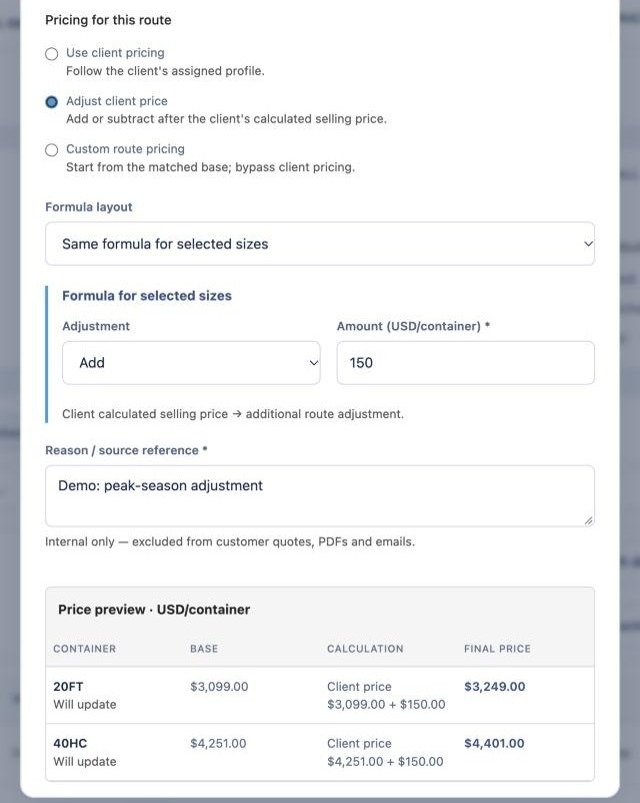 Pricing for this route
Use client pricing
Follow the client's assigned profile.
Adjust client price
Add or subtract after the client's calculated selling price.
Custom route pricing
Start from the matched base; bypass client pricing.
Formula layout
Same formula for selected sizes
Formula for selected sizes
Adjustment
Amount (USD/container) *
Add
150
Client calculated selling price → additional route adjustment.
Reason / source reference *
Demo: peak-season adjustment
Internal only — excluded from customer quotes, PDFs and emails.
Price preview · USD/container
CONTAINER BASE CALCULATION FINAL PRICE
20FT $3,099.00 Client price $3,249.00
Will update $3,099.00 + $150.00
40HC $4,251.00 Client price $4,401.00
Will update $4,251.00 + $150.00